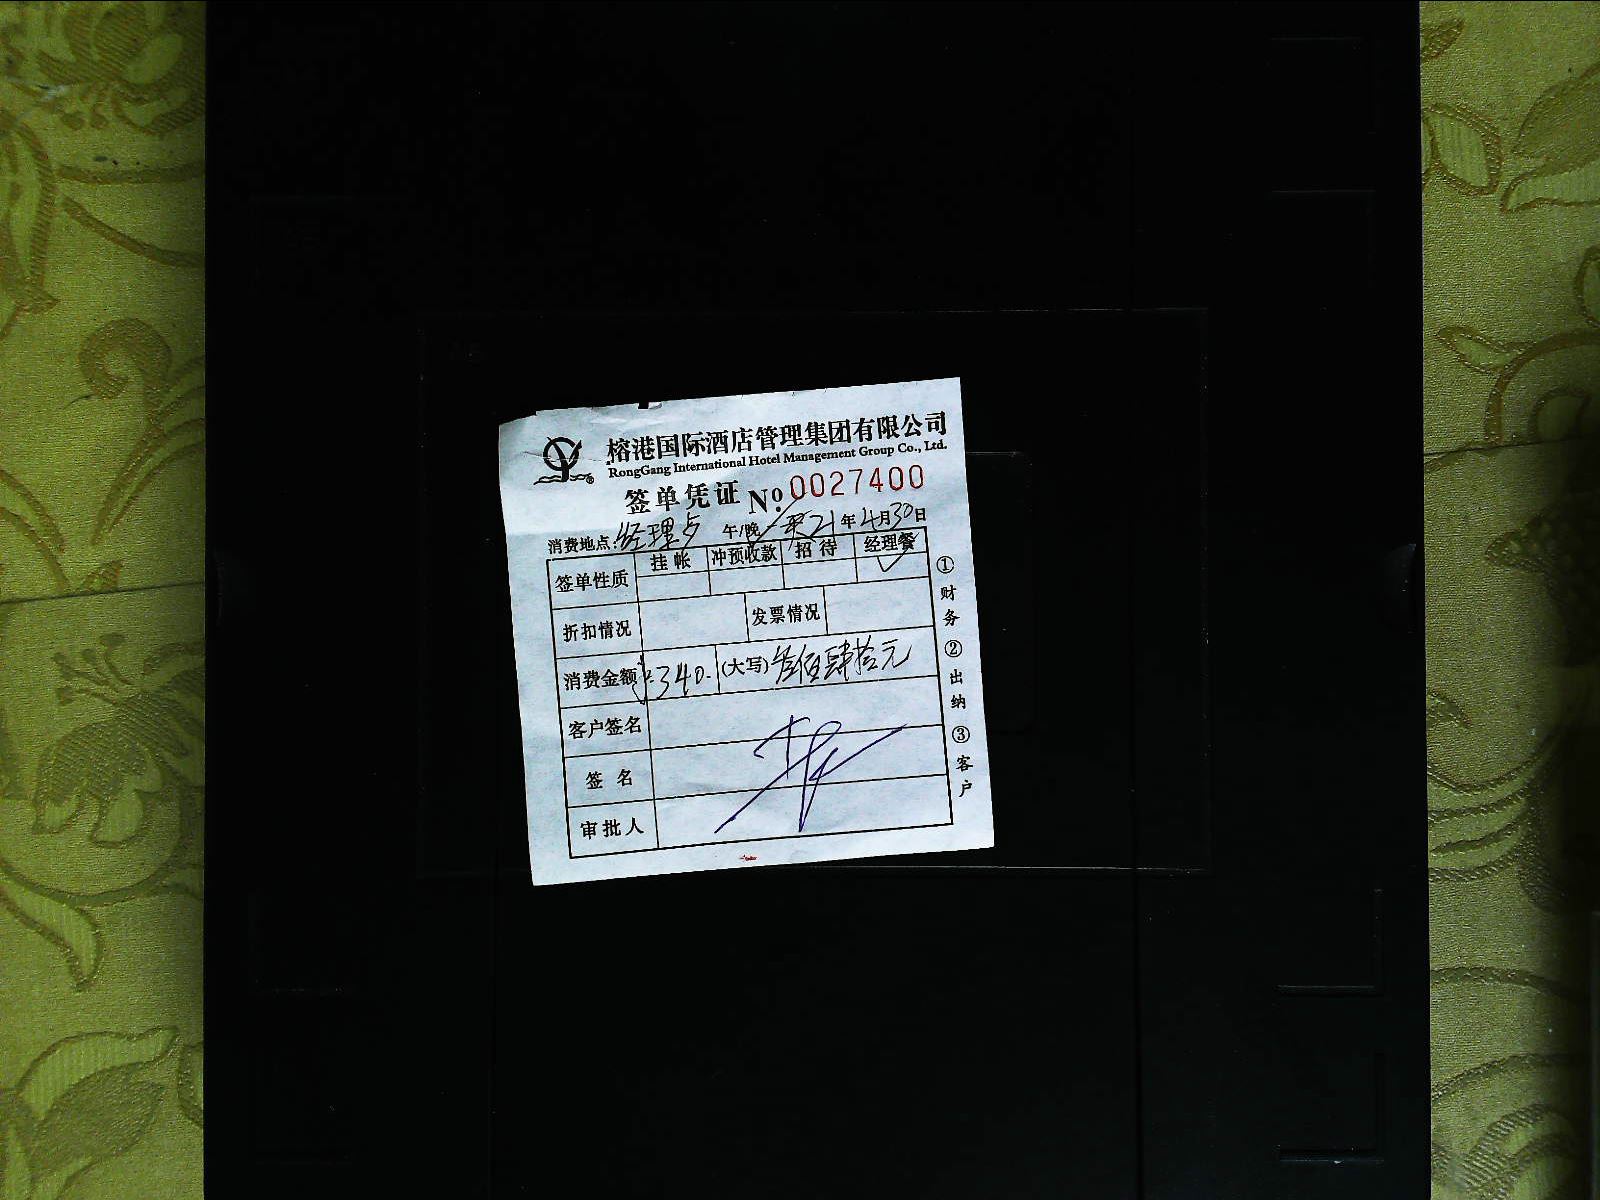 榕港国际酒店管理集团有限公司
RongGang International Hotel Management Group Co., Ltd.
签单凭证 No. 0027400
消费地点: 经理 午/晚 21年4月30日
签单性质 挂帐 冲预收款 招待 经理餐 ✓
折扣情况 发票情况
消费金额 ¥:340. (大写) 叁佰肆拾元
客户签名
签名
审批人
①财务 ②出纳 ③客户